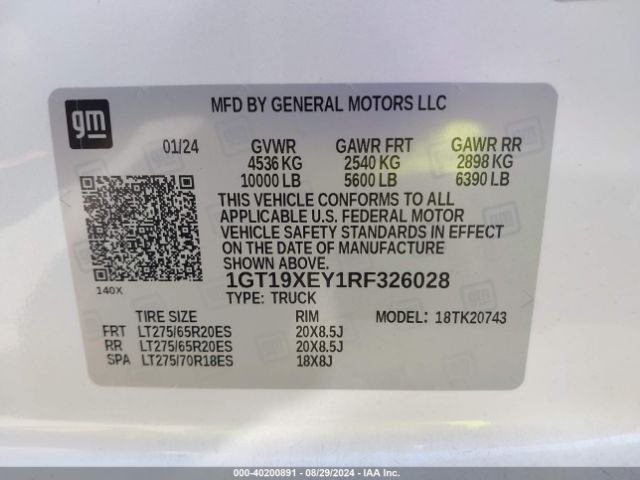 gm
MFD BY GENERAL MOTORS LLC
01/24 GVWR GAWR FRT GAWR RR
4536 KG 2540 KG 2898 KG
10000 LB 5600 LB 6390 LB
THIS VEHICLE CONFORMS TO ALL
APPLICABLE U.S. FEDERAL MOTOR
VEHICLE SAFETY STANDARDS IN EFFECT
ON THE DATE OF MANUFACTURE
SHOWN ABOVE.
140X
1GT19XEY1RF326028
TYPE: TRUCK
TIRE SIZE RIM MODEL: 18TK20743
FRT LT275/65R20ES 20X8.5J
RR LT275/65R20ES 20X8.5J
SPA LT275/70R18ES 18X8J
000-40200891 - 08/29/2024 - IAAI.com